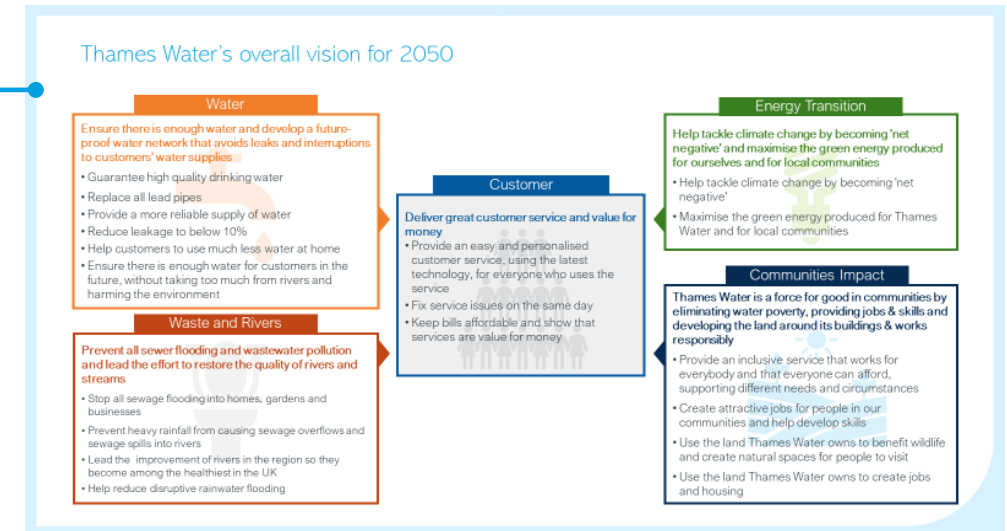 Thames Water's overall vision for 2050
Water
Ensure there is enough water and develop a future-
proof water network that avoids leaks and interruptions
to customers' water supplies
• Guarantee high quality drinking water
• Replace all lead pipes
• Provide a more reliable supply of water
• Reduce leakage to below 10%
• Help customers to use much less water at home
• Ensure there is enough water for customers in the
future, without taking too much from rivers and
harming the environment
Waste and Rivers
Prevent all sewer flooding and wastewater pollution
and lead the effort to restore the quality of rivers and
streams
• Stop all sewage flooding into homes, gardens and
businesses
• Prevent heavy rainfall from causing sewage overflows and
sewage spills into rivers
• Lead the improvement of rivers in the region so they
become among the healthiest in the UK
• Help reduce disruptive rainwater flooding
Customer
Deliver great customer service and value for
money
• Provide an easy and personalised
customer service, using the latest
technology, for everyone who uses the
service
• Fix service issues on the same day
• Keep bills affordable and show that
services are value for money
Energy Transition
Help tackle climate change by becoming 'net
negative' and maximise the green energy produced
for ourselves and for local communities
• Help tackle climate change by becoming 'net
negative'
• Maximise the green energy produced for Thames
Water and for local communities
Communities Impact
Thames Water is a force for good in communities by
eliminating water poverty, providing jobs & skills and
developing the land around its buildings & works
responsibly
• Provide an inclusive service that works for
everybody and that everyone can afford,
supporting different needs and circumstances
• Create attractive jobs for people in our
communities and help develop skills
• Use the land Thames Water owns to benefit wildlife
and create natural spaces for people to visit
• Use the land Thames Water owns to create jobs
and housing